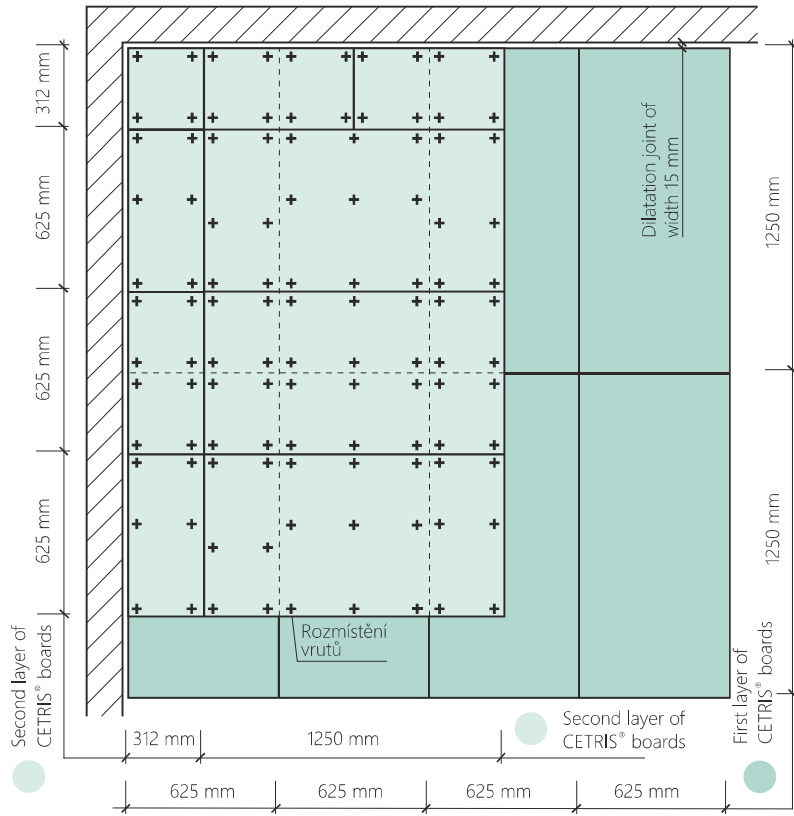 312 mm
625 mm
625 mm
625 mm
Dilatation joint of
width 15 mm
1250 mm
1250 mm
Rozmístění
vrutů
Second layer of
CETRIS® boards
First layer of
CETRIS® boards
Second layer of
CETRIS® boards
312 mm
1250 mm
625 mm
625 mm
625 mm
625 mm